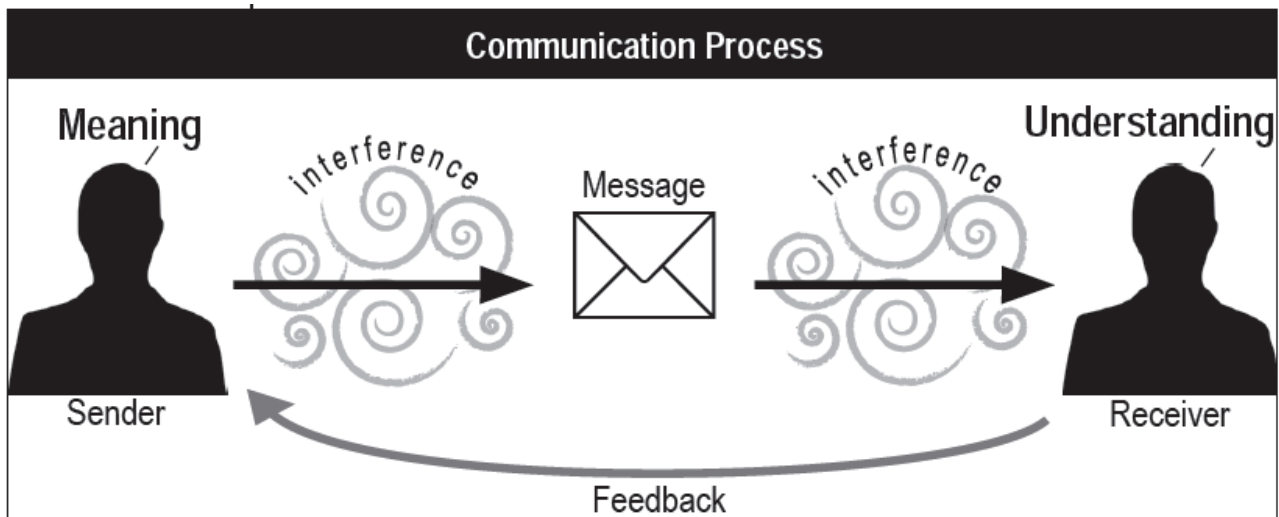 Communication Process
Meaning
Understanding
interference
Message
interference
Sender
Receiver
Feedback